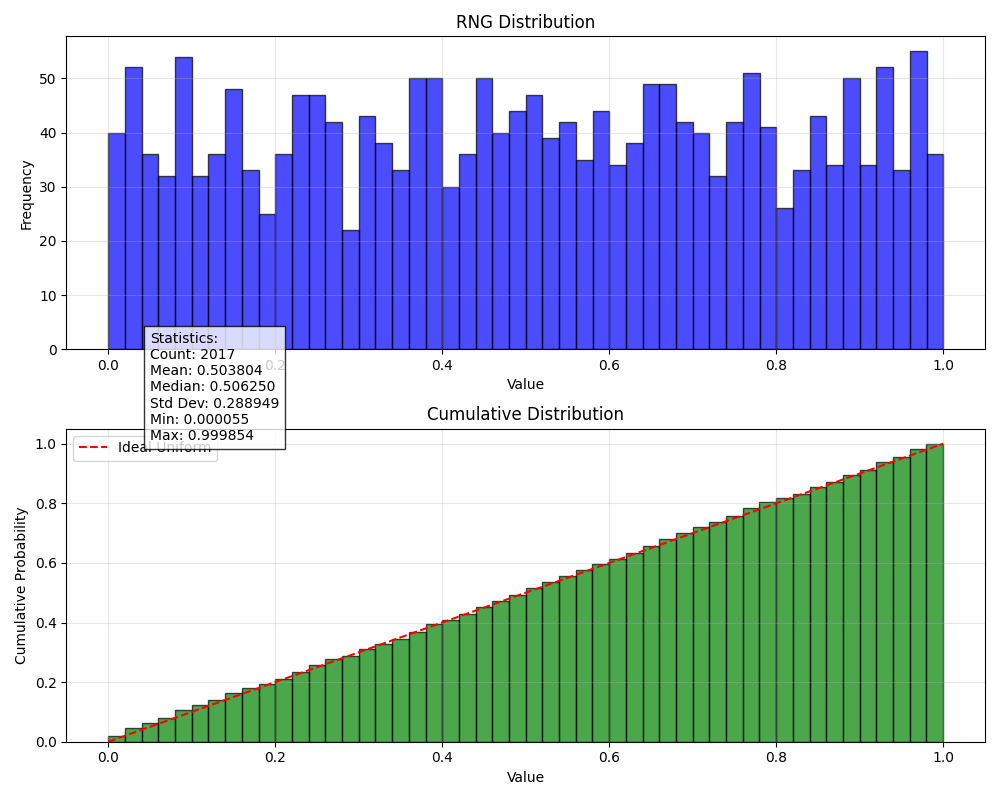 RNG Distribution
Frequency
50
40
30
20
10
0
0.0
0.2
0.4
0.6
0.8
1.0
Value
Statistics:
Count: 2017
Mean: 0.503804
Median: 0.506250
Std Dev: 0.288949
Min: 0.000055
Max: 0.999854
Cumulative Distribution
Ideal Uniform
Cumulative Probability
1.0
0.8
0.6
0.4
0.2
0.0
0.0
0.2
0.4
0.6
0.8
1.0
Value